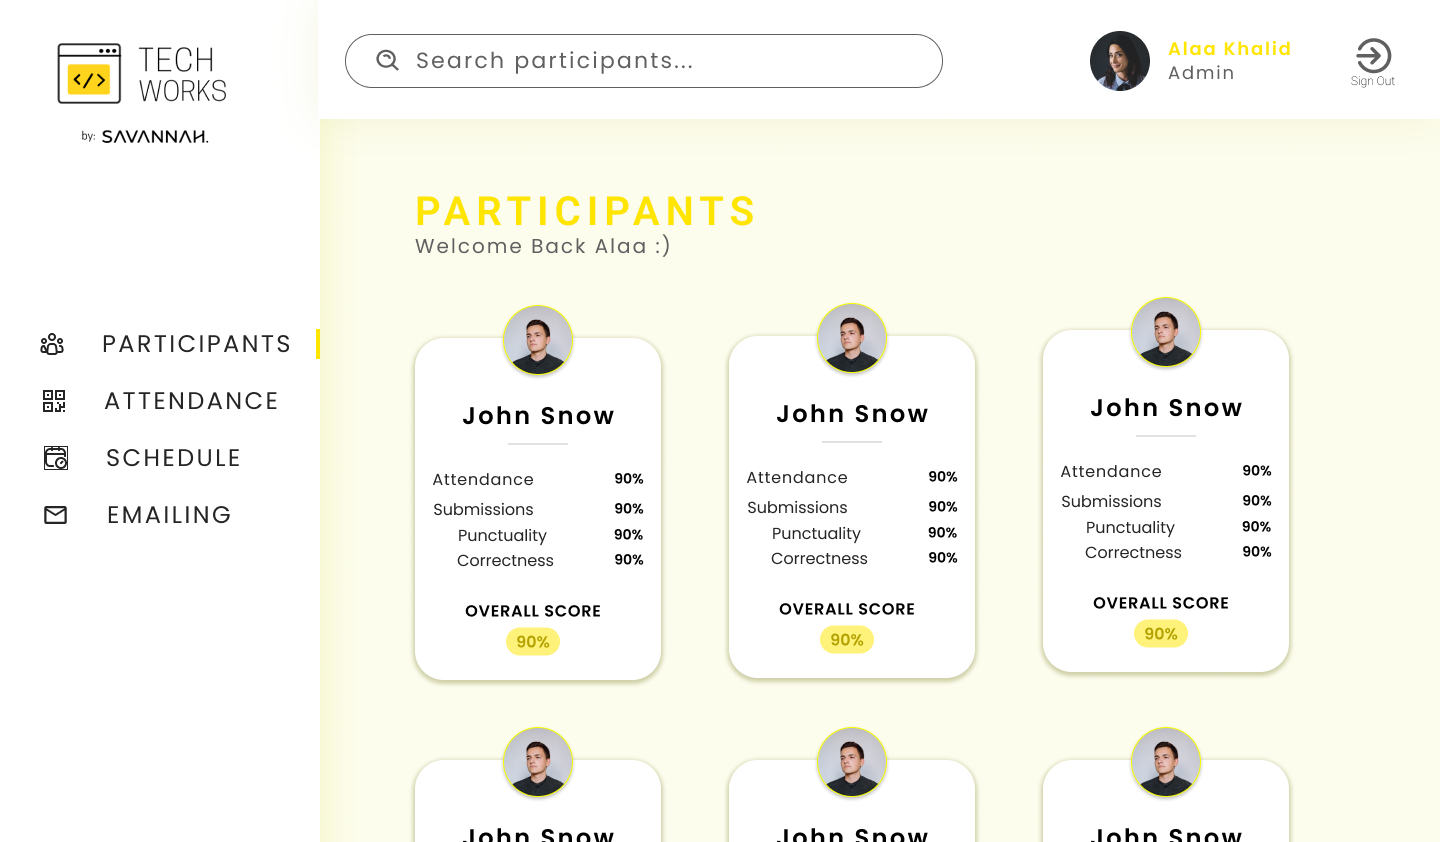 TECH
WORKS
by: SAVANNAH.
Search participants...
Alaa Khalid
Admin
Sign Out
PARTICIPANTS
ATTENDANCE
SCHEDULE
EMAILING
PARTICIPANTS
Welcome Back Alaa :)
John Snow
Attendance 90%
Submissions 90%
Punctuality 90%
Correctness 90%
OVERALL SCORE
90%
John Snow
Attendance 90%
Submissions 90%
Punctuality 90%
Correctness 90%
OVERALL SCORE
90%
John Snow
Attendance 90%
Submissions 90%
Punctuality 90%
Correctness 90%
OVERALL SCORE
90%
John Snow
John Snow
John Snow